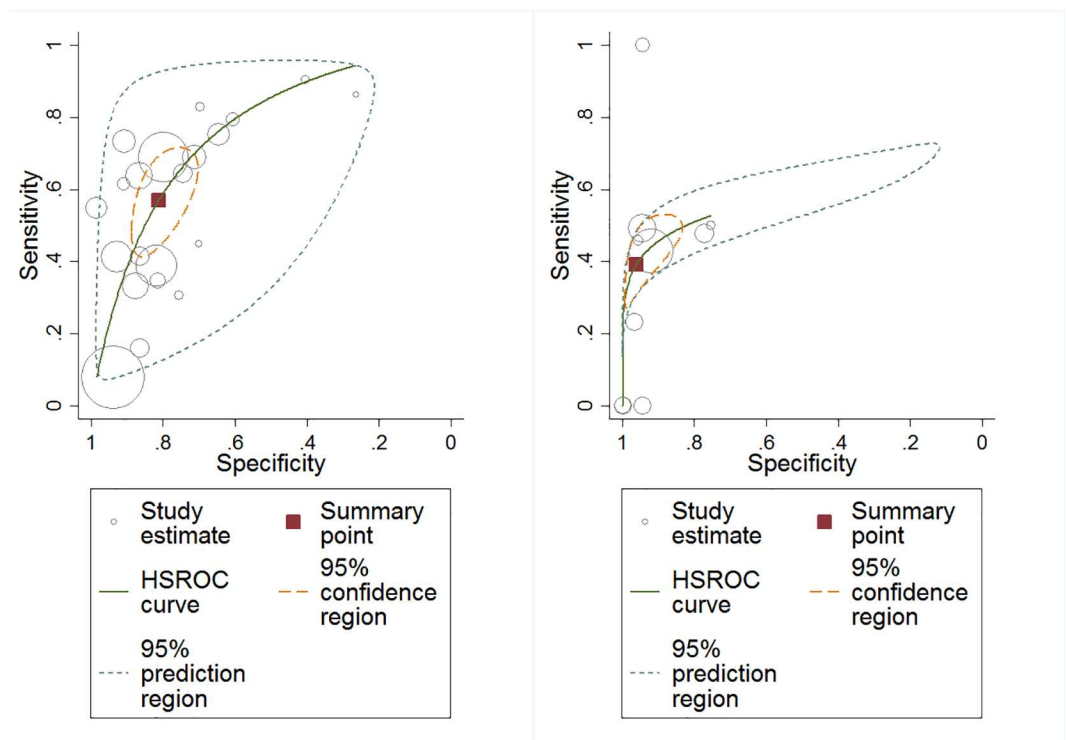 1
.8
.6
.4
.2
0
Sensitivity
1 .8 .6 .4 .2 0
Specificity
Study
estimate
Summary
point
HSROC
curve
95%
confidence
region
95%
prediction
region
1
.8
.6
.4
.2
0
Sensitivity
1 .8 .6 .4 .2 0
Specificity
Study
estimate
Summary
point
HSROC
curve
95%
confidence
region
95%
prediction
region